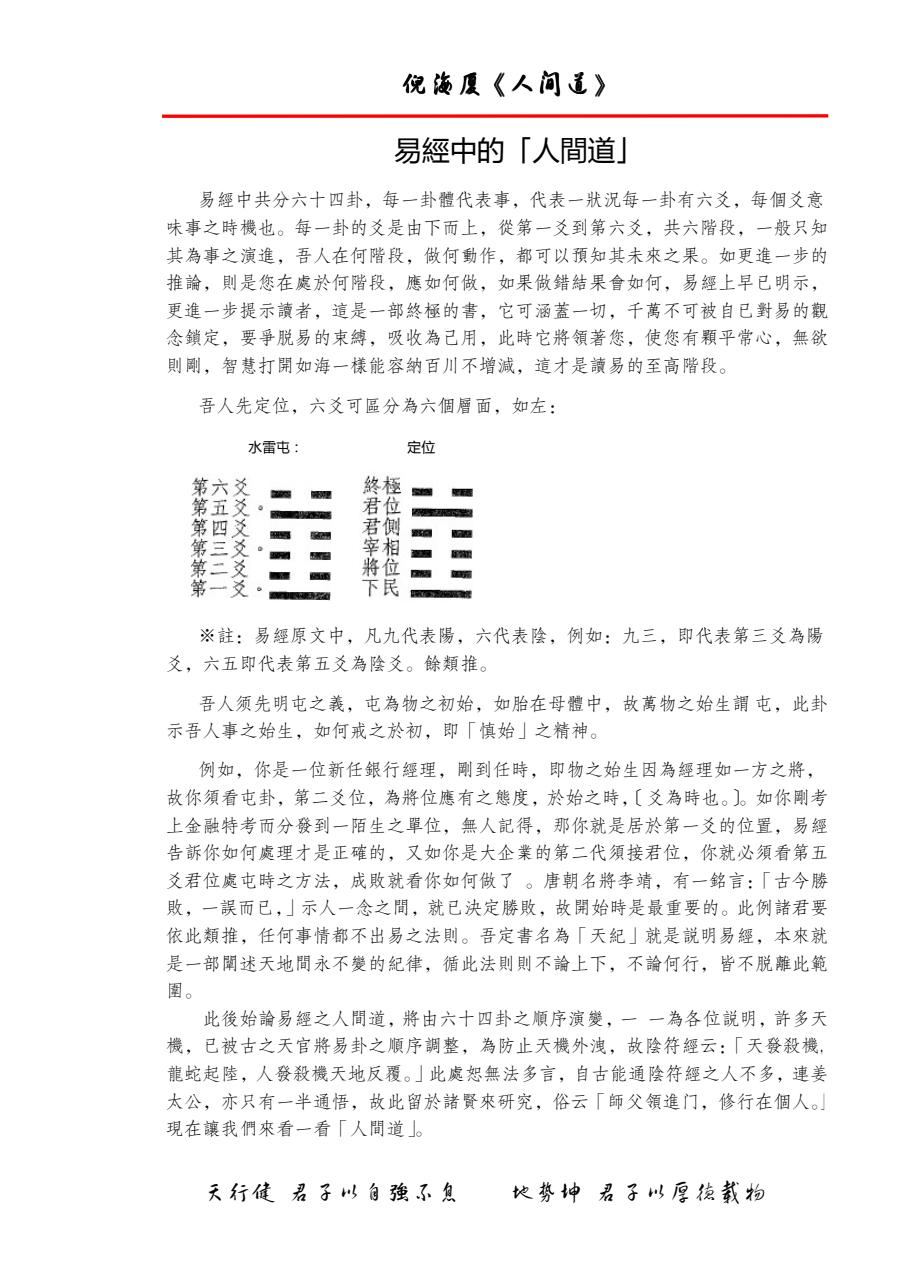 倪海厦《人间道》
易經中的「人間道」
易經中共分六十四卦，每一卦體代表事，代表一狀況每一卦有六爻，每個爻意
味事之時機也。每一卦的爻是由下而上，從第一爻到第六爻，共六階段，一般只知
其為事之演進，吾人在何階段，做何動作，都可以預知其未來之果。如更進一步的
推論，則是您在處於何階段，應如何做，如果做錯結果會如何，易經上早已明示，
更進一步提示讀者，這是一部終極的書，它可涵蓋一切，千萬不可被自已對易的觀
念鎖定，要爭脱易的束縛，吸收為己用，此時它將領著您，使您有顆平常心，無欲
則剛，智慧打開如海一樣能容納百川不增減，這才是讀易的至高階段。
吾人先定位，六爻可區分為六個層面，如左：
水雷屯： 定位
第六爻 終極
第五爻。 君位
第四爻 君側
第三爻。 宰相
第二爻 將位
第一爻。 下民
※註：易經原文中，凡九代表陽，六代表陰，例如：九三，即代表第三爻為陽
爻，六五即代表第五爻為陰爻。餘類推。
吾人须先明屯之義，屯為物之初始，如胎在母體中，故萬物之始生謂 屯，此卦
示吾人事之始生，如何戒之於初，即「慎始」之精神。
例如，你是一位新任銀行經理，剛到任時，即物之始生因為經理如一方之將，
故你須看屯卦，第二爻位，為將位應有之態度，於始之時，〔爻為時也。〕。如你剛考
上金融特考而分發到一陌生之單位，無人記得，那你就是居於第一爻的位置，易經
告訴你如何處理才是正確的，又如你是大企業的第二代須接君位，你就必須看第五
爻君位處屯時之方法，成敗就看你如何做了 。唐朝名將李靖，有一銘言：「古今勝
敗，一誤而已，」示人一念之間，就已決定勝敗，故開始時是最重要的。此例諸君要
依此類推，任何事情都不出易之法則。吾定書名為「天紀」就是説明易經，本來就
是一部闡述天地間永不變的紀律，循此法則則不論上下，不論何行，皆不脱離此範
圍。
此後始論易經之人間道，將由六十四卦之順序演變，一 一為各位説明，許多天
機，已被古之天官將易卦之順序調整，為防止天機外洩，故陰符經云：「天發殺機，
龍蛇起陸，人發殺機天地反覆。」此處恕無法多言，自古能通陰符經之人不多，連姜
太公，亦只有一半通悟，故此留於諸賢來研究，俗云「師父領進门，修行在個人。」
現在讓我們來看一看「人間道」。
天行健 君子以自強不息 地势坤 君子以厚德載物